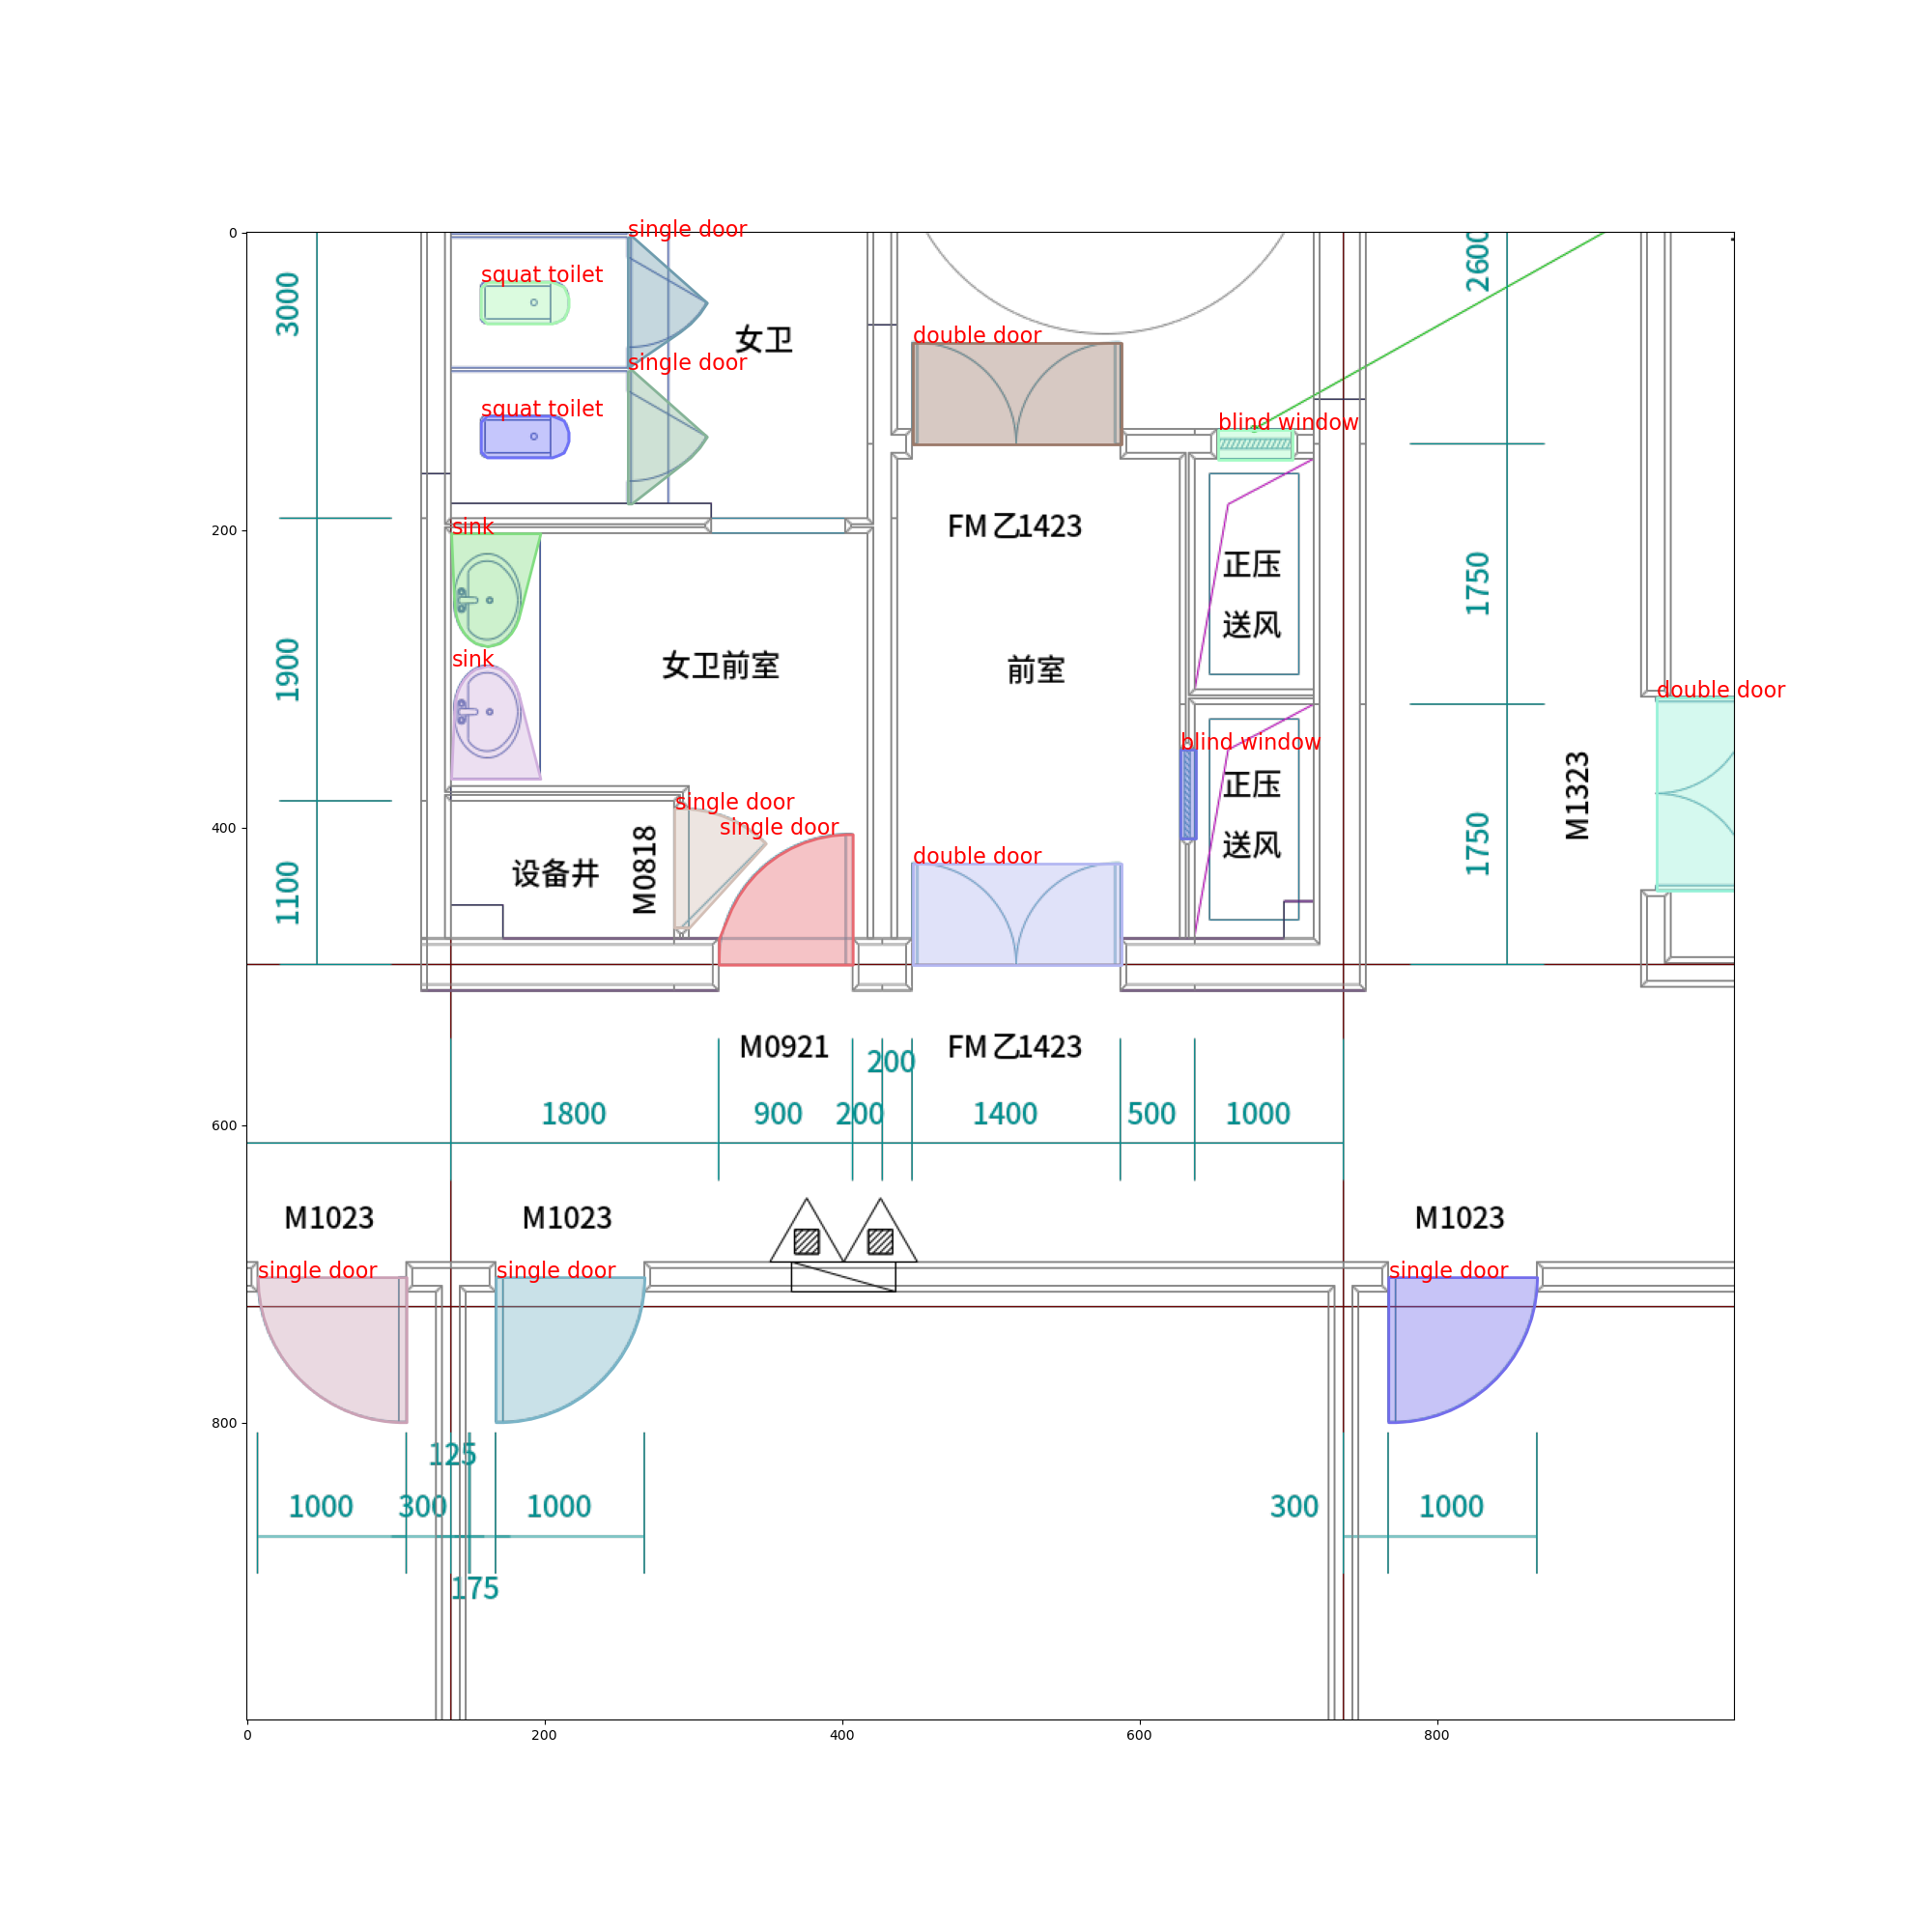 single door
2600
0
squat toilet
3000
女卫
double door
single door
squat toilet
blind window
200
sink
FM乙1423
正压
送风
1750
1900
sink
女卫前室
前室
double door
blind window
正压
送风
M1323
1750
single door
single door
400
double door
设备井
M0818
1100
M0921
200
FM乙1423
1800
900
200
1400
500
1000
600
M1023
M1023
M1023
single door
single door
single door
800
125
1000
300
1000
300
1000
175
0
200
400
600
800